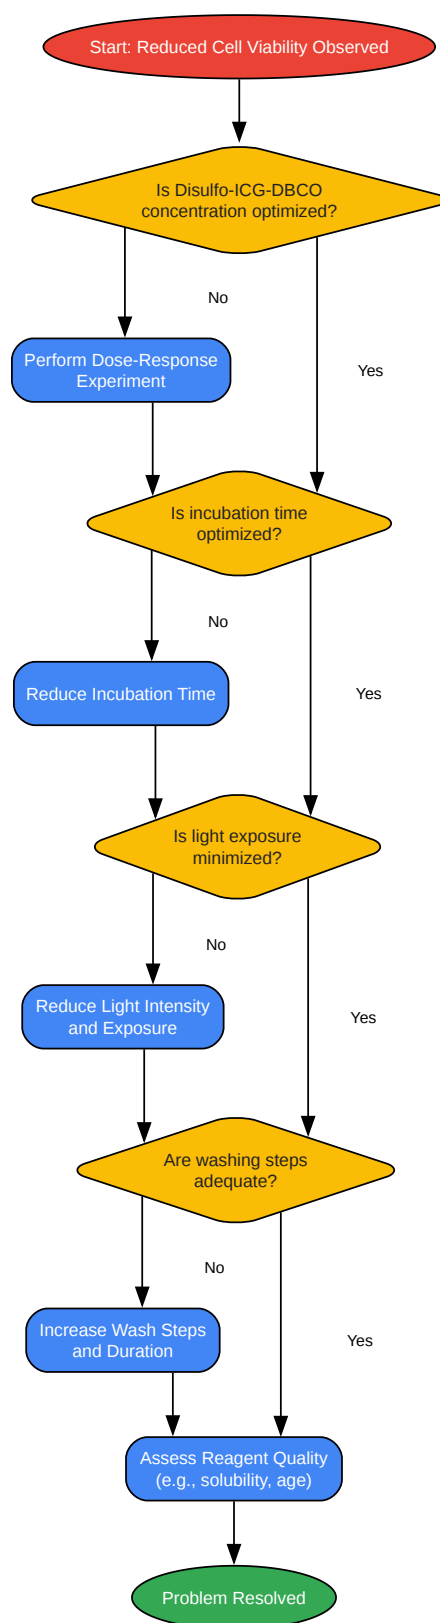 Start: Reduced Cell Viability Observed
Is Disulfo-ICG-DBCO
concentration optimized?
No
Yes
Perform Dose-Response
Experiment
Is incubation time
optimized?
No
Yes
Reduce Incubation Time
Is light exposure
minimized?
No
Yes
Reduce Light Intensity
and Exposure
Are washing steps
adequate?
No
Yes
Increase Wash Steps
and Duration
Assess Reagent Quality
(e.g., solubility, age)
Problem Resolved